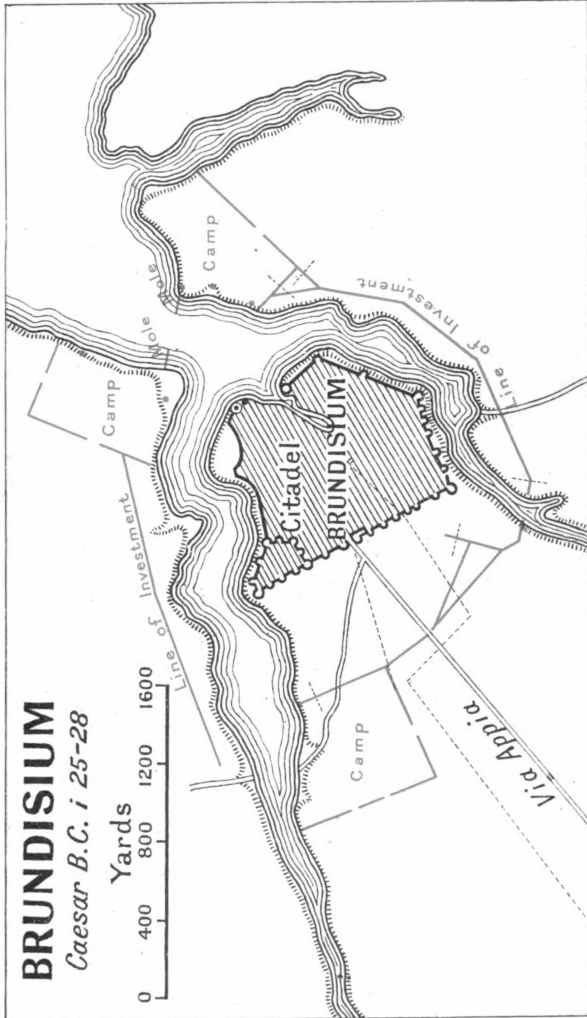 BRUNDISIUM
Caesar B.C. i 25-28
Yards
0 400 800 1200 1600
Line of Investment
Camp
Mole
Mole
Camp
Citadel
BRUNDISIUM
Line of Investment
Camp
Via Appia